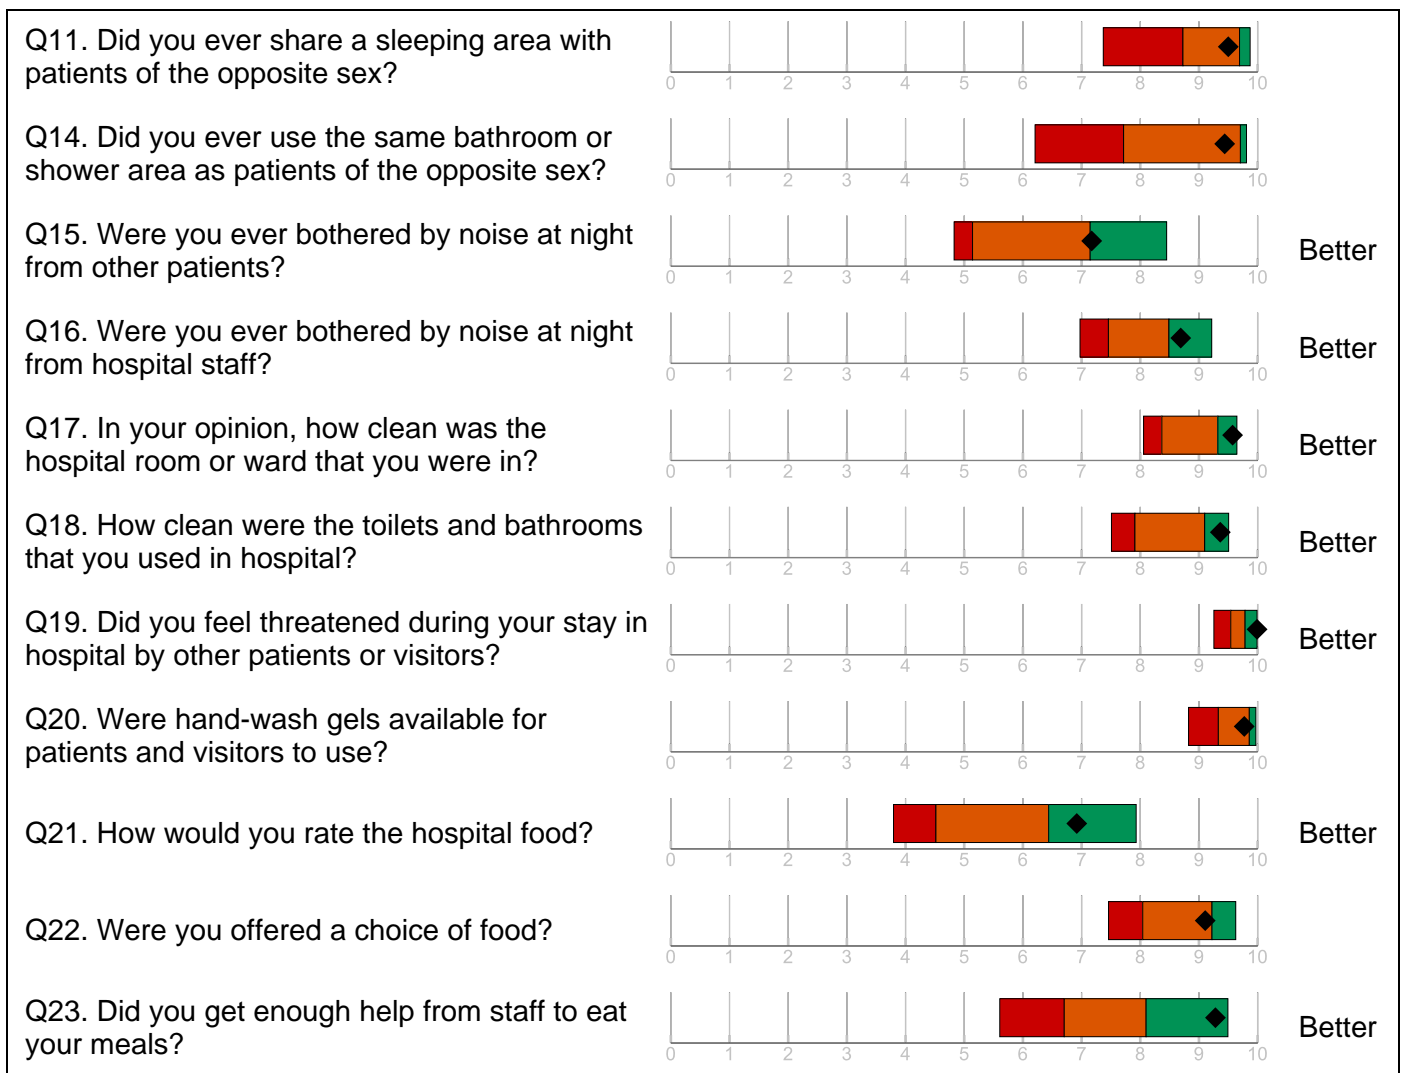 Q11. Did you ever share a sleeping area with
patients of the opposite sex?
0 1 2 3 4 5 6 7 8 9 10
Q14. Did you ever use the same bathroom or
shower area as patients of the opposite sex?
0 1 2 3 4 5 6 7 8 9 10
Q15. Were you ever bothered by noise at night
from other patients?
Better
0 1 2 3 4 5 6 7 8 9 10
Q16. Were you ever bothered by noise at night
from hospital staff?
Better
0 1 2 3 4 5 6 7 8 9 10
Q17. In your opinion, how clean was the
hospital room or ward that you were in?
Better
0 1 2 3 4 5 6 7 8 9 10
Q18. How clean were the toilets and bathrooms
that you used in hospital?
Better
0 1 2 3 4 5 6 7 8 9 10
Q19. Did you feel threatened during your stay in
hospital by other patients or visitors?
Better
0 1 2 3 4 5 6 7 8 9 10
Q20. Were hand-wash gels available for
patients and visitors to use?
0 1 2 3 4 5 6 7 8 9 10
Q21. How would you rate the hospital food?
Better
0 1 2 3 4 5 6 7 8 9 10
Q22. Were you offered a choice of food?
0 1 2 3 4 5 6 7 8 9 10
Q23. Did you get enough help from staff to eat
your meals?
Better
0 1 2 3 4 5 6 7 8 9 10